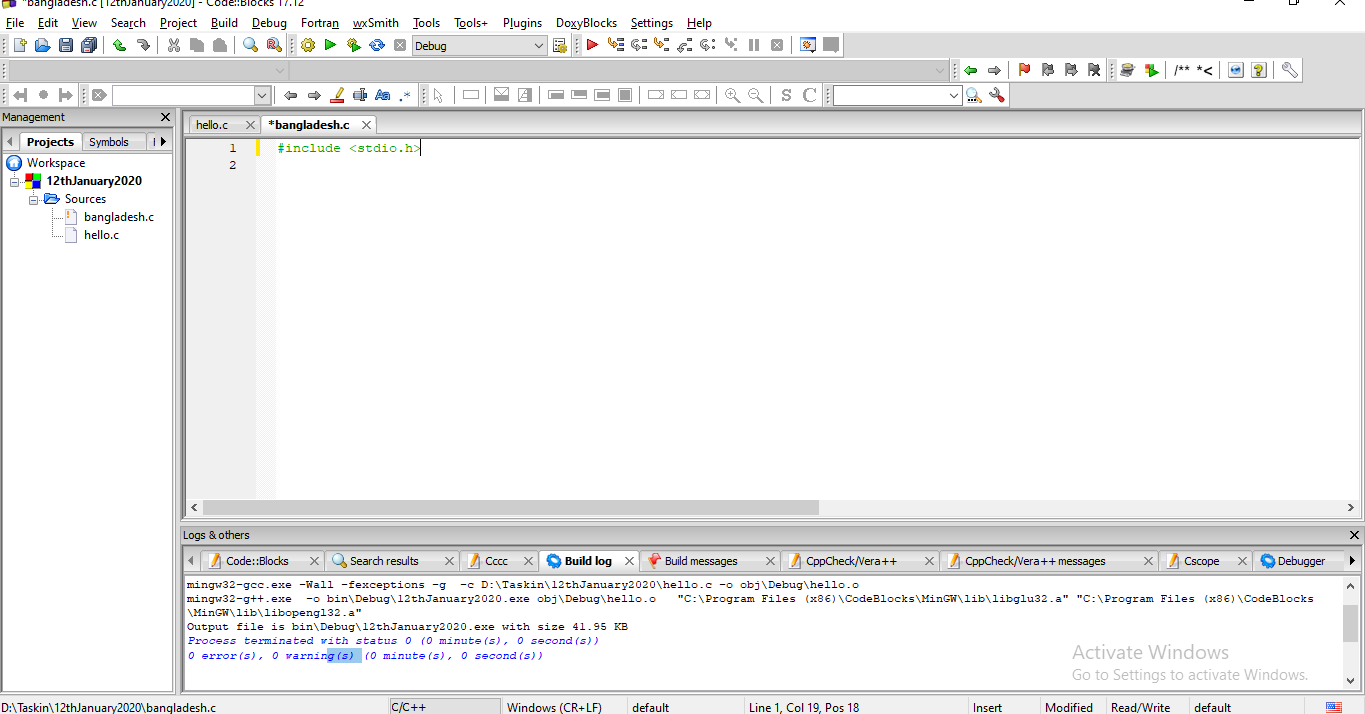 *bangladesh.c [12thJanuary2020] - Code::Blocks 17.12
File Edit View Search Project Build Debug Fortran wxSmith Tools Tools+ Plugins DoxyBlocks Settings Help
Debug
/** *<
Aa .*
S C
Management
hello.c *bangladesh.c
Projects Symbols
1 #include <stdio.h>
2
Workspace
12thJanuary2020
Sources
bangladesh.c
hello.c
Logs & others
Code::Blocks Search results Cccc Build log Build messages CppCheck/Vera++ CppCheck/Vera++ messages Cscope Debugger
mingw32-gcc.exe -Wall -fexceptions -g -c D:\Taskin\12thJanuary2020\hello.c -o obj\Debug\hello.o
mingw32-g++.exe -o bin\Debug\12thJanuary2020.exe obj\Debug\hello.o "C:\Program Files (x86)\CodeBlocks\MinGW\lib\libglu32.a" "C:\Program Files (x86)\CodeBlocks
\MinGW\lib\libopengl32.a"
Output file is bin\Debug\12thJanuary2020.exe with size 41.95 KB
Process terminated with status 0 (0 minute(s), 0 second(s))
0 error(s), 0 warning(s) (0 minute(s), 0 second(s))
Activate Windows
Go to Settings to activate Windows.
D:\Taskin\12thJanuary2020\bangladesh.c C/C++ Windows (CR+LF) default Line 1, Col 19, Pos 18 Insert Modified Read/Write default